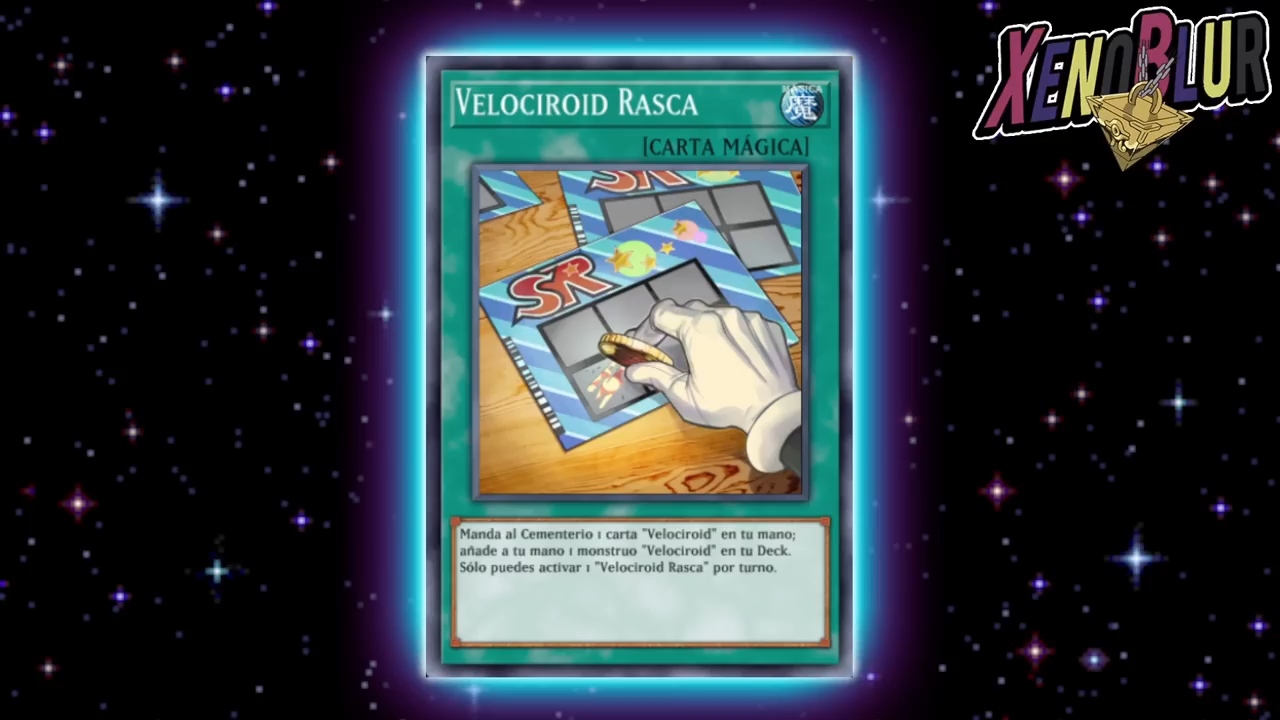 XENOBLUR
VELOCIROID RASCA
MÁGICA
魔
[CARTA MÁGICA]
SR
SR
Manda al Cementerio 1 carta "Velociroid" en tu mano;
añade a tu mano 1 monstruo "Velociroid" en tu Deck.
Sólo puedes activar 1 "Velociroid Rasca" por turno.